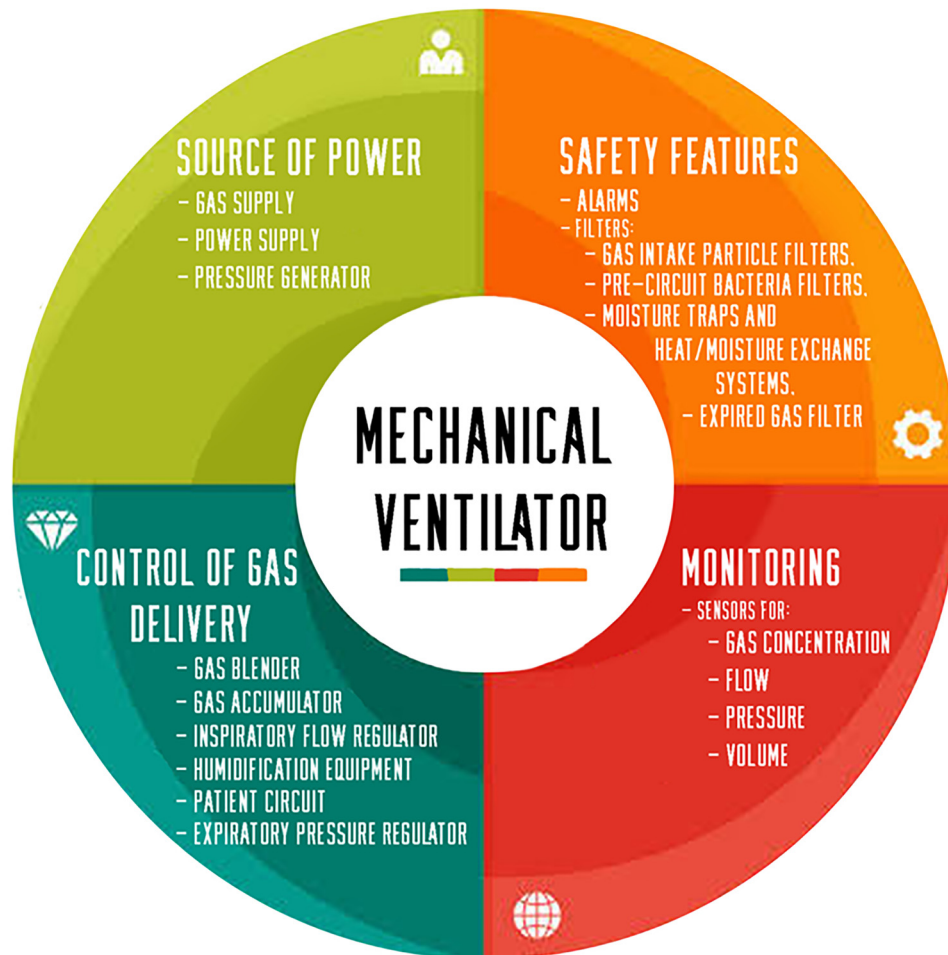 SOURCE OF POWER
- GAS SUPPLY
- POWER SUPPLY
- PRESSURE GENERATOR
SAFETY FEATURES
- ALARMS
- FILTERS:
- GAS INTAKE PARTICLE FILTERS,
- PRE-CIRCUIT BACTERIA FILTERS,
- MOISTURE TRAPS AND
HEAT/MOISTURE EXCHANGE
SYSTEMS,
- EXPIRED GAS FILTER
MECHANICAL
VENTILATOR
CONTROL OF GAS
DELIVERY
- GAS BLENDER
- GAS ACCUMULATOR
- INSPIRATORY FLOW REGULATOR
- HUMIDIFICATION EQUIPMENT
- PATIENT CIRCUIT
- EXPIRATORY PRESSURE REGULATOR
MONITORING
- SENSORS FOR:
- GAS CONCENTRATION
- FLOW
- PRESSURE
- VOLUME